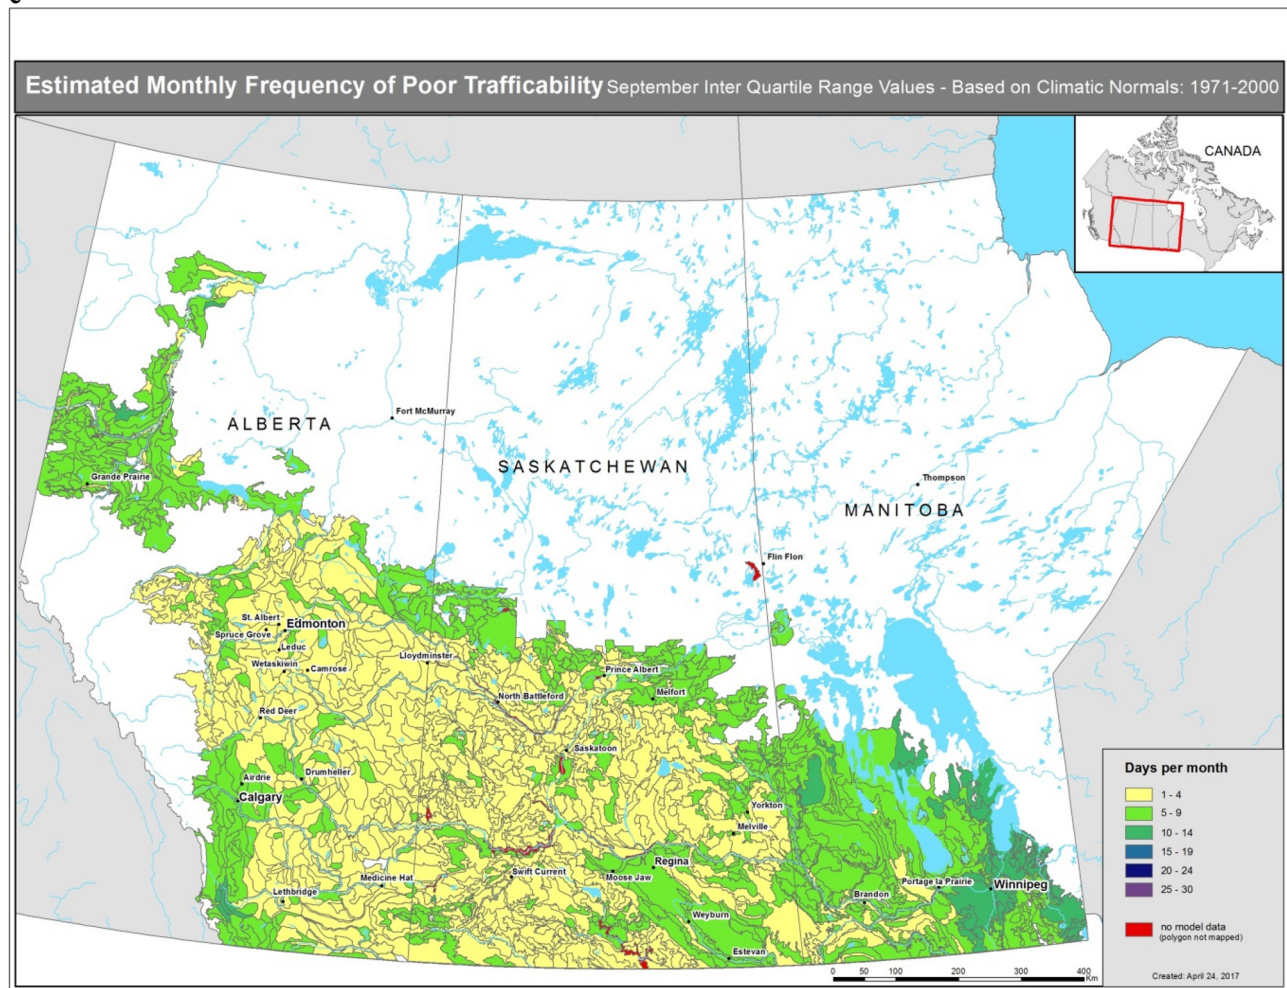 Estimated Monthly Frequency of Poor Trafficability September Inter Quartile Range Values - Based on Climatic Normals: 1971-2000
CANADA
ALBERTA
Fort McMurray
SASKATCHEWAN
Grande Prairie
Thompson
MANITOBA
Flin Flon
St. Albert
Edmonton
Spruce Grove
Leduc
Wetaskiwin
Camrose
Lloydminster
Prince Albert
North Battleford
Melfort
Red Deer
Saskatoon
Airdrie
Drumheller
Calgary
Yorkton
Melville
Regina
Medicine Hat
Swift Current
Moose Jaw
Lethbridge
Brandon
Portage la Prairie
Winnipeg
Weyburn
Estevan
Days per month
1 - 4
5 - 9
10 - 14
15 - 19
20 - 24
25 - 30
no model data
(polygon not mapped)
0 50 100 200 300 400
Km
Created: April 24, 2017